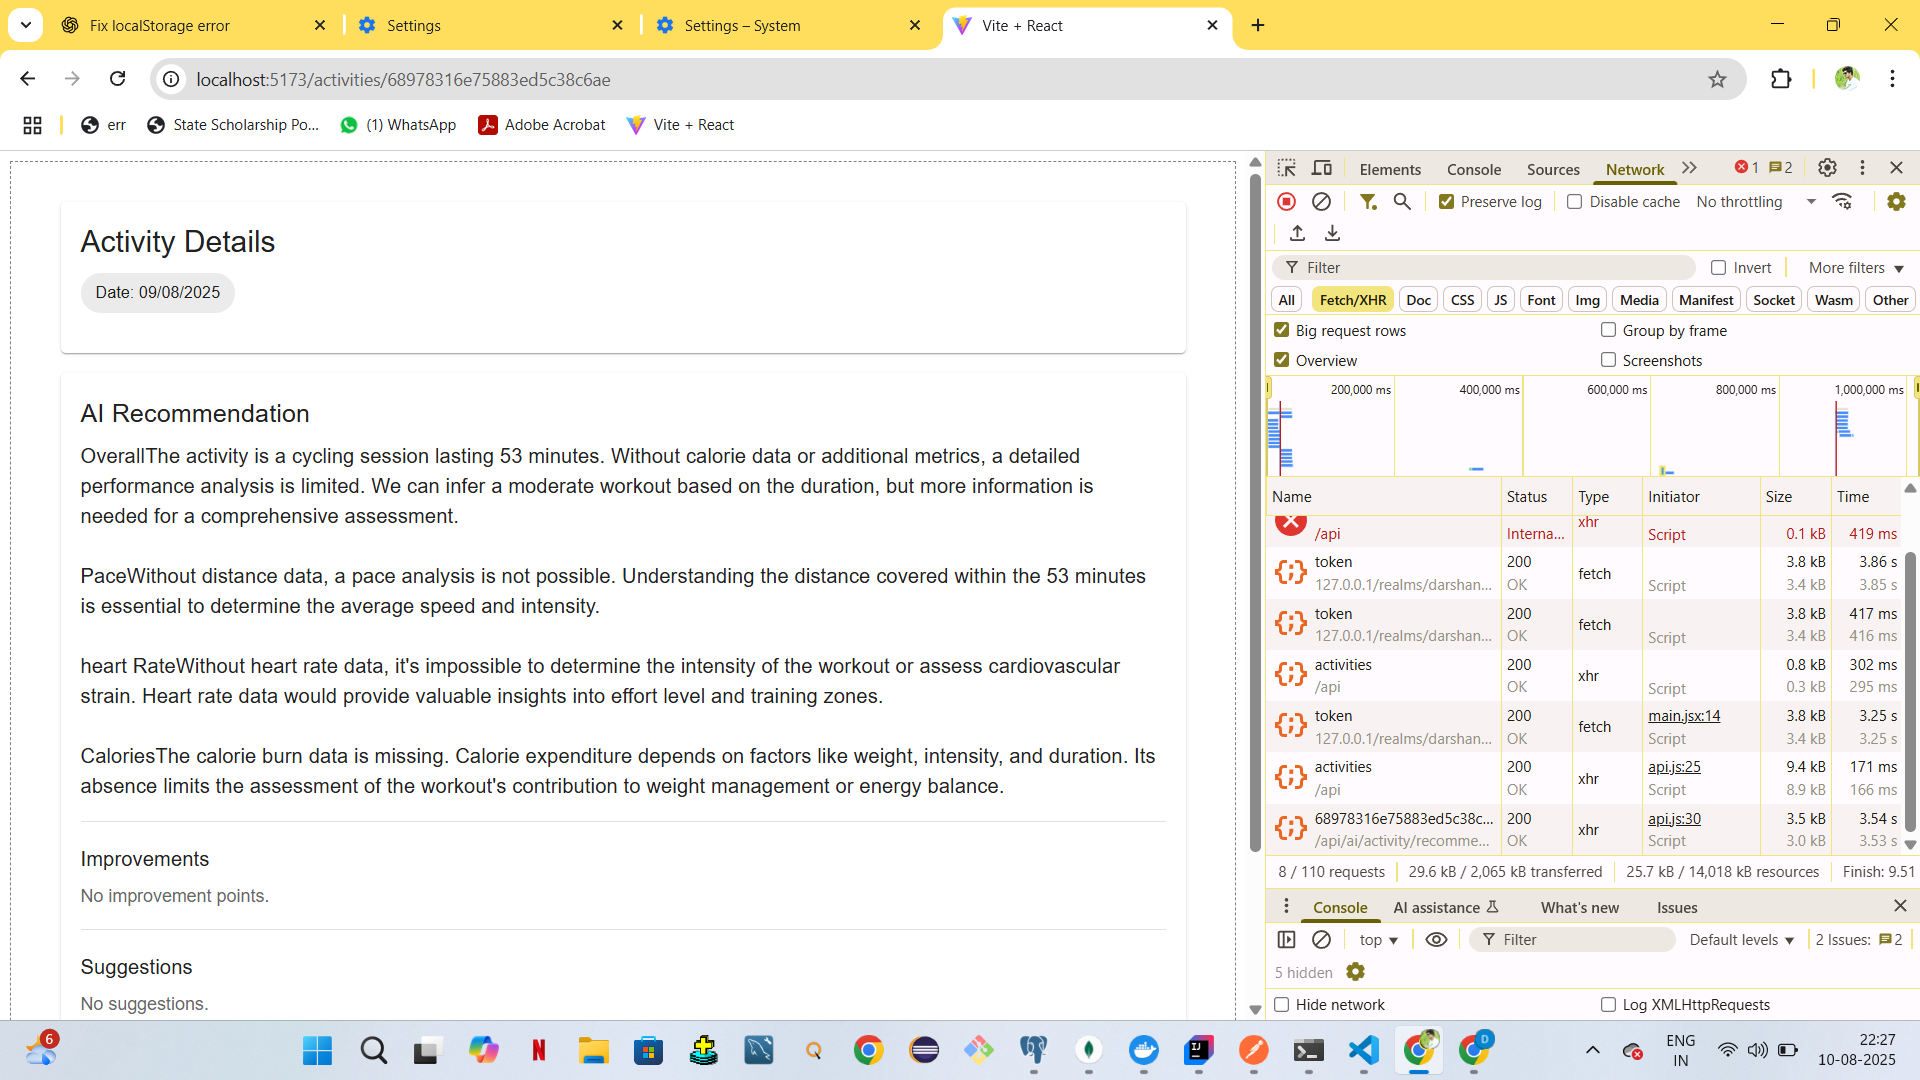 Fix localStorage error
Settings
Settings – System
Vite + React
localhost:5173/activities/68978316e75883ed5c38c6ae
err
State Scholarship Po...
(1) WhatsApp
Adobe Acrobat
Vite + React
Activity Details
Date: 09/08/2025
AI Recommendation
OverallThe activity is a cycling session lasting 53 minutes. Without calorie data or additional metrics, a detailed
performance analysis is limited. We can infer a moderate workout based on the duration, but more information is
needed for a comprehensive assessment.
PaceWithout distance data, a pace analysis is not possible. Understanding the distance covered within the 53 minutes
is essential to determine the average speed and intensity.
heart RateWithout heart rate data, it's impossible to determine the intensity of the workout or assess cardiovascular
strain. Heart rate data would provide valuable insights into effort level and training zones.
CaloriesThe calorie burn data is missing. Calorie expenditure depends on factors like weight, intensity, and duration. Its
absence limits the assessment of the workout's contribution to weight management or energy balance.
Improvements
No improvement points.
Suggestions
No suggestions.
Elements Console Sources Network 1 2
Preserve log Disable cache No throttling
Filter Invert More filters
All Fetch/XHR Doc CSS JS Font Img Media Manifest Socket Wasm Other
Big request rows Group by frame
Overview Screenshots
200,000 ms 400,000 ms 600,000 ms 800,000 ms 1,000,000 ms
Name Status Type Initiator Size Time
xhr
/api Interna... Script 0.1 kB 419 ms
token 200 fetch 3.8 kB 3.86 s
127.0.0.1/realms/darshan... OK Script 3.4 kB 3.85 s
token 200 fetch 3.8 kB 417 ms
127.0.0.1/realms/darshan... OK Script 3.4 kB 416 ms
activities 200 xhr 0.8 kB 302 ms
/api OK Script 0.3 kB 295 ms
token 200 fetch main.jsx:14 3.8 kB 3.25 s
127.0.0.1/realms/darshan... OK Script 3.4 kB 3.25 s
activities 200 xhr api.js:25 9.4 kB 171 ms
/api OK Script 8.9 kB 166 ms
68978316e75883ed5c38c... 200 xhr api.js:30 3.5 kB 3.54 s
/api/ai/activity/recomme... OK Script 3.0 kB 3.53 s
8 / 110 requests 29.6 kB / 2,065 kB transferred 25.7 kB / 14,018 kB resources Finish: 9.51
Console AI assistance What's new Issues
top Filter Default levels 2 Issues: 2
5 hidden
Hide network Log XMLHttpRequests
6
N
IJ
D
ENG
IN
22:27
10-08-2025